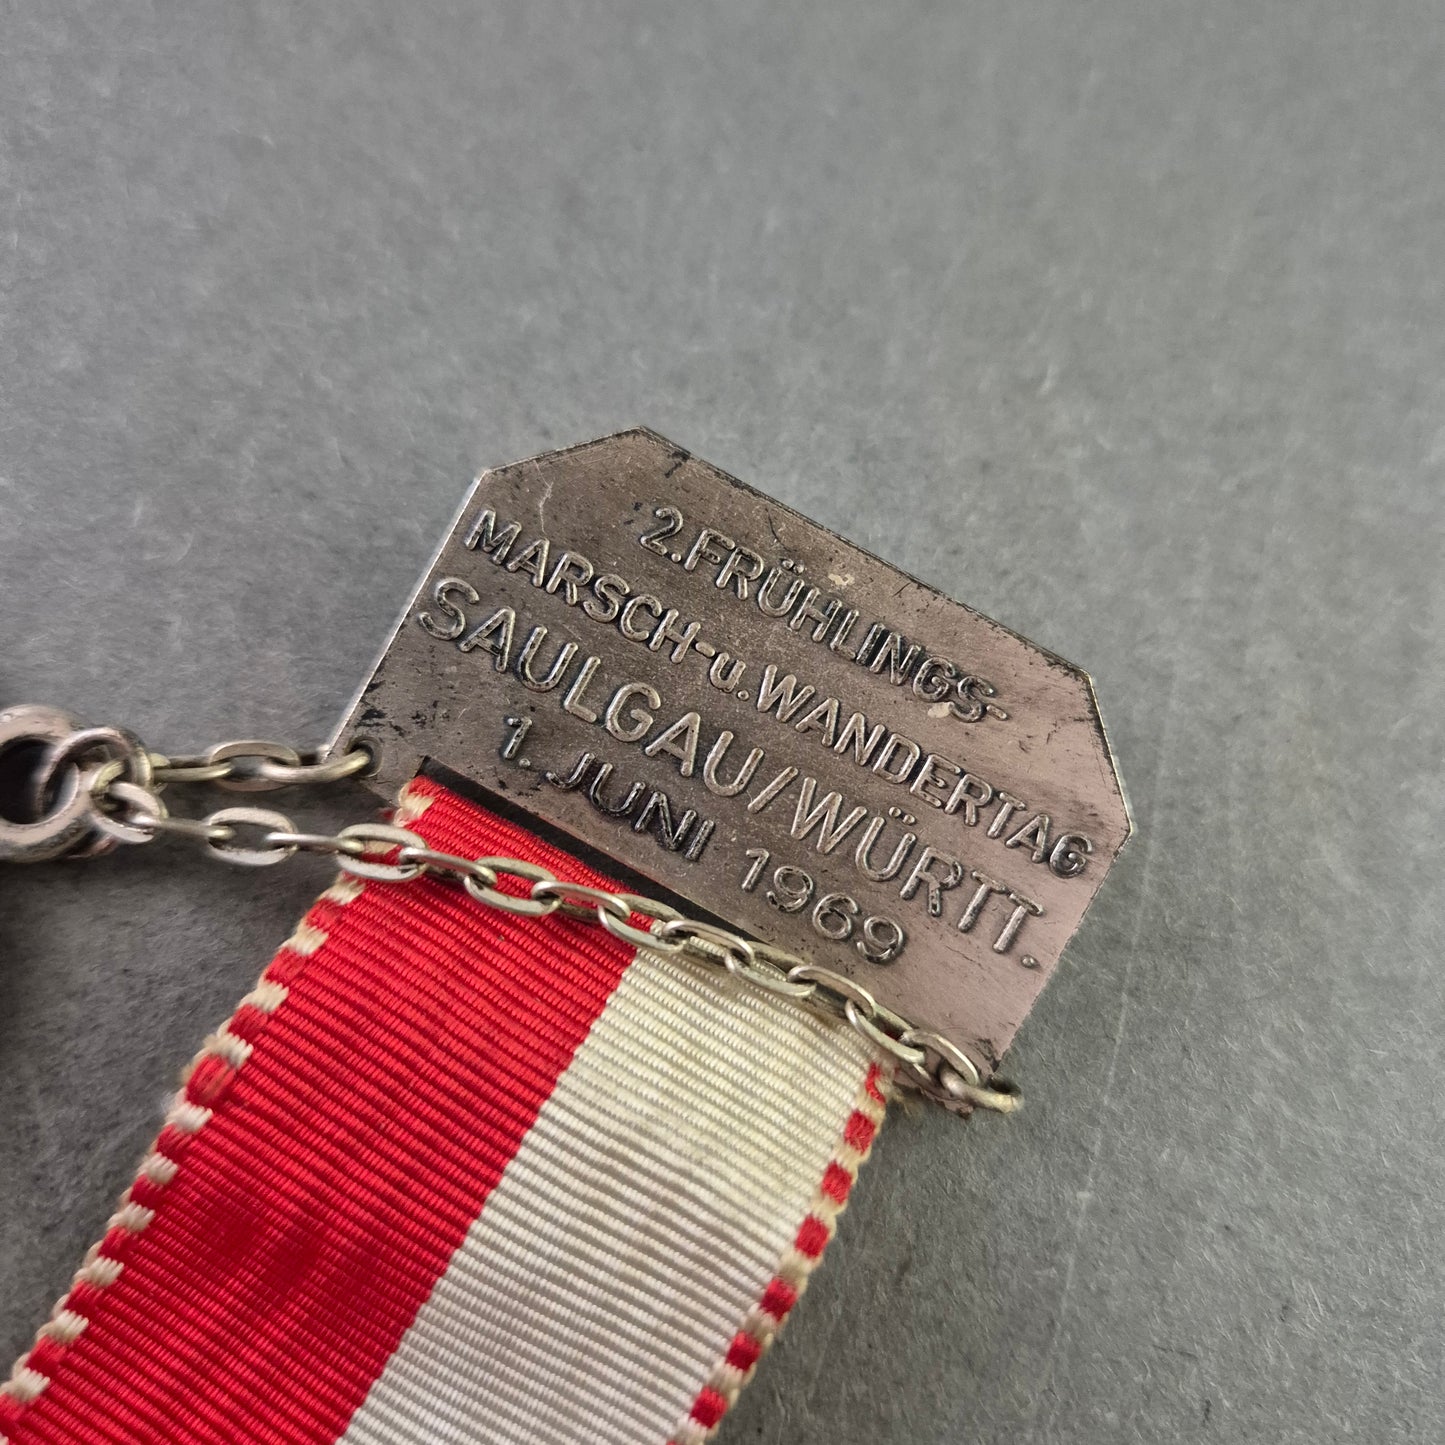 2. FRÜHLINGS-
MARSCH- u. WANDERTAG
SAULGAU/WÜRTT.
1. JUNI 1969